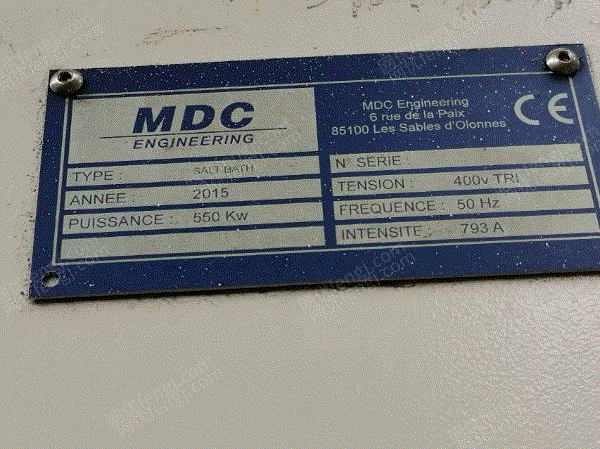 MDC
ENGINEERING
MDC Engineering
6 rue de la Paix
85100 Les Sables d'Olonnes
CE
TYPE : SALT BATH
ANNEE : 2015
PUISSANCE : 550 Kw
N° SERIE :
TENSION : 400v TRI
FREQUENCE : 50 Hz
INTENSITE : 793 A